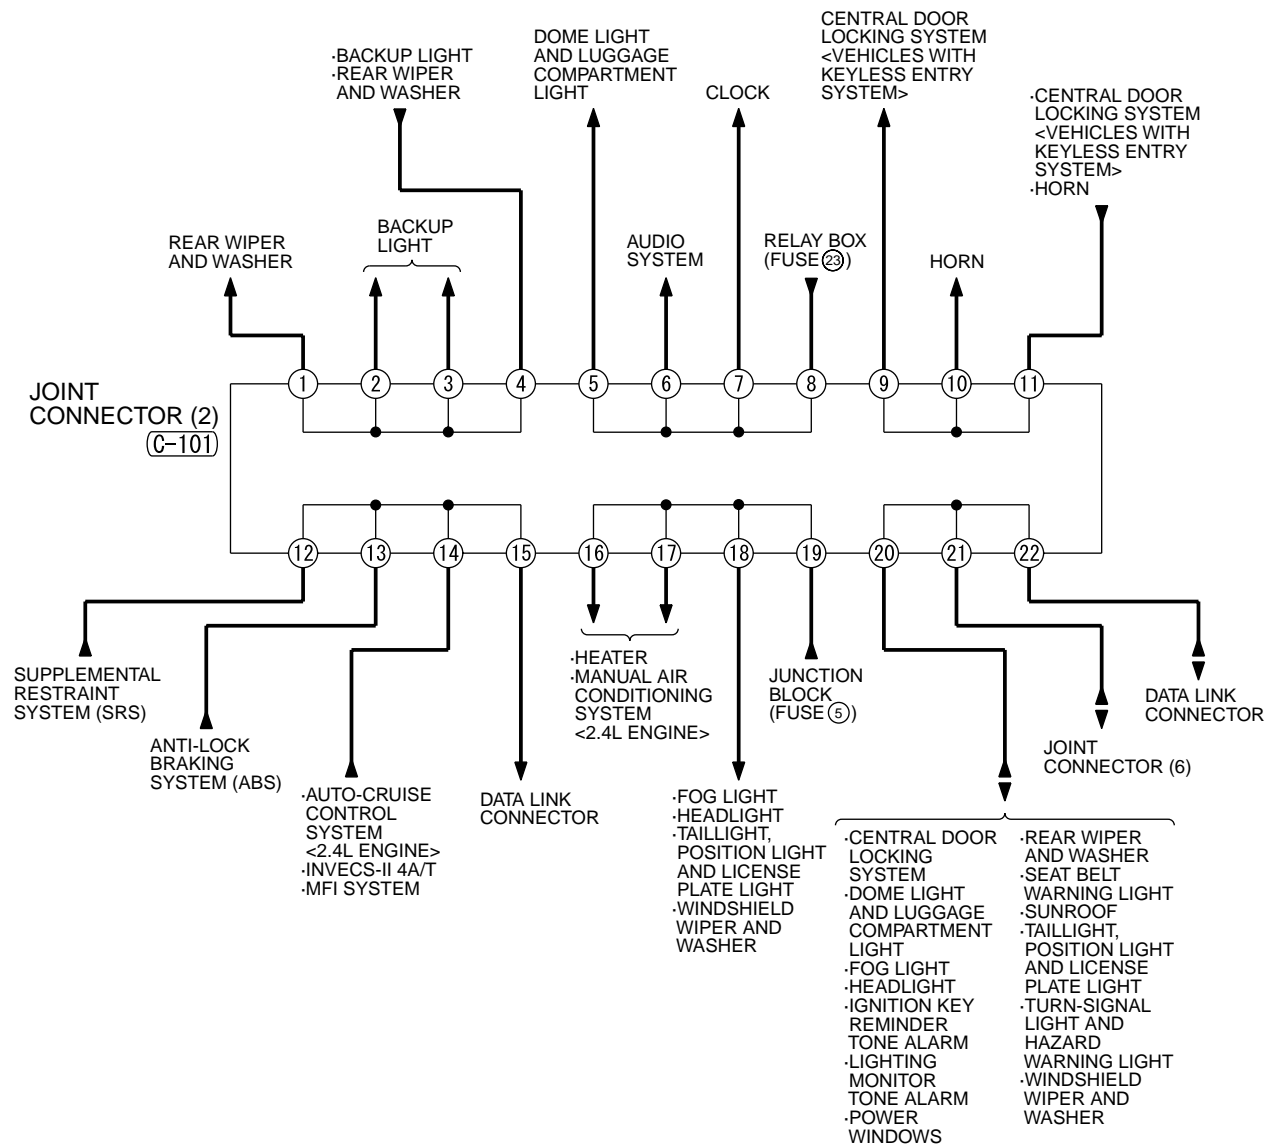 ·BACKUP LIGHT
·REAR WIPER
AND WASHER
DOME LIGHT
AND LUGGAGE
COMPARTMENT
LIGHT
CLOCK
CENTRAL DOOR
LOCKING SYSTEM
<VEHICLES WITH
KEYLESS ENTRY
SYSTEM>
·CENTRAL DOOR
LOCKING SYSTEM
<VEHICLES WITH
KEYLESS ENTRY
SYSTEM>
·HORN
REAR WIPER
AND WASHER
BACKUP
LIGHT
AUDIO
SYSTEM
RELAY BOX
(FUSE 23)
HORN
JOINT
CONNECTOR (2)
C-101
1 2 3 4 5 6 7 8 9 10 11
12 13 14 15 16 17 18 19 20 21 22
SUPPLEMENTAL
RESTRAINT
SYSTEM (SRS)
ANTI-LOCK
BRAKING
SYSTEM (ABS)
·AUTO-CRUISE
CONTROL
SYSTEM
<2.4L ENGINE>
·INVECS-II 4A/T
·MFI SYSTEM
DATA LINK
CONNECTOR
·HEATER
·MANUAL AIR
CONDITIONING
SYSTEM
<2.4L ENGINE>
·FOG LIGHT
·HEADLIGHT
·TAILLIGHT,
POSITION LIGHT
AND LICENSE
PLATE LIGHT
·WINDSHIELD
WIPER AND
WASHER
JUNCTION
BLOCK
(FUSE 5)
·CENTRAL DOOR
LOCKING
SYSTEM
·DOME LIGHT
AND LUGGAGE
COMPARTMENT
LIGHT
·FOG LIGHT
·HEADLIGHT
·IGNITION KEY
REMINDER
TONE ALARM
·LIGHTING
MONITOR
TONE ALARM
·POWER
WINDOWS
·REAR WIPER
AND WASHER
·SEAT BELT
WARNING LIGHT
·SUNROOF
·TAILLIGHT,
POSITION LIGHT
AND LICENSE
PLATE LIGHT
·TURN-SIGNAL
LIGHT AND
HAZARD
WARNING LIGHT
·WINDSHIELD
WIPER AND
WASHER
JOINT
CONNECTOR (6)
DATA LINK
CONNECTOR